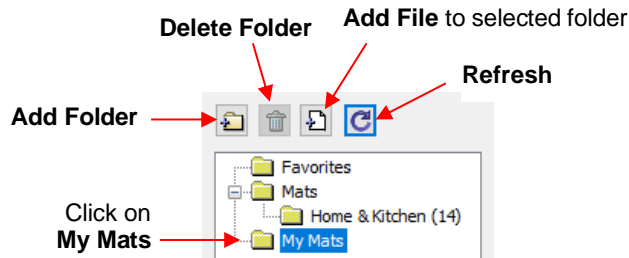 Delete Folder
Add File to selected folder
Refresh
Add Folder
Favorites
Mats
Home & Kitchen (14)
Click on
My Mats
My Mats